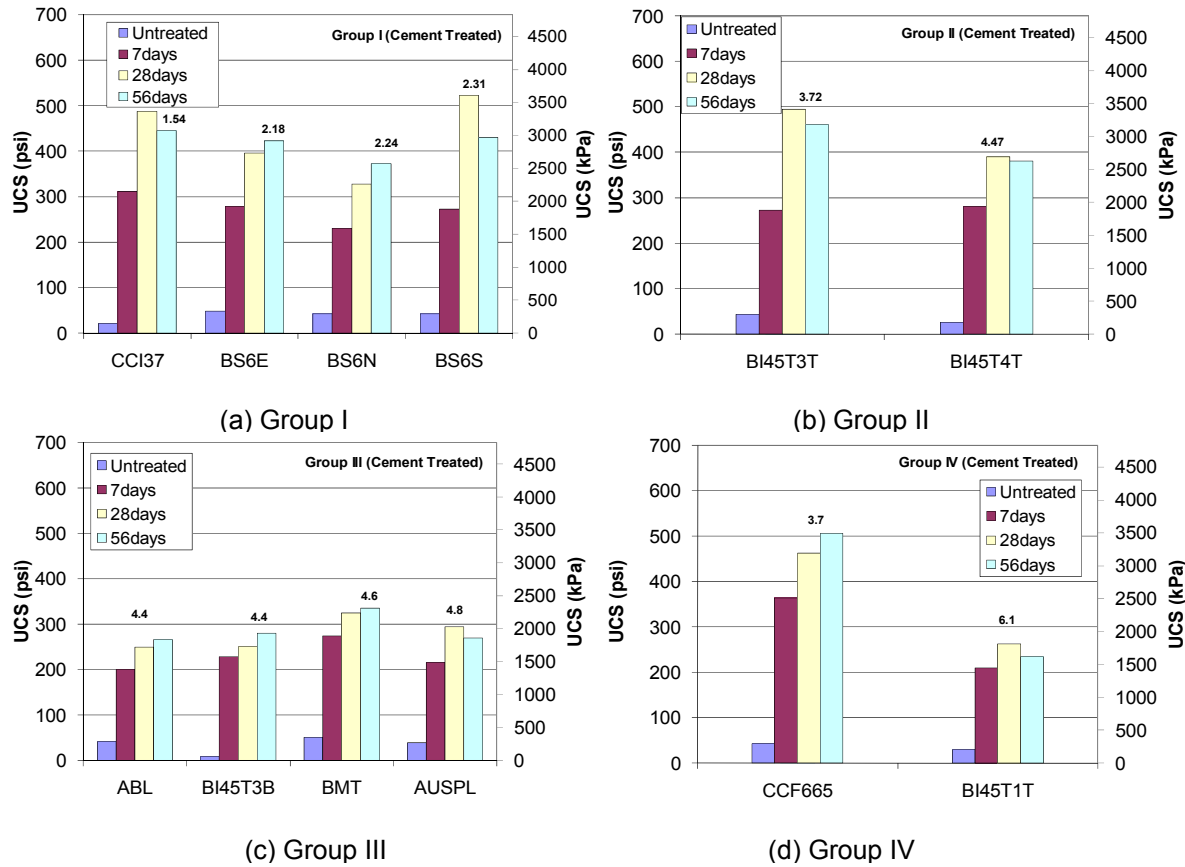 700
600
500
400
300
200
100
0
UCS (psi)
Untreated
7days
28days
56days
Group I (Cement Treated)
1.54
2.18
2.24
2.31
4500
4000
3500
3000
2500
2000
1500
1000
500
0
UCS (kPa)
CCI37 BS6E BS6N BS6S
(a) Group I
700
600
500
400
300
200
100
0
UCS (psi)
Untreated
7days
28days
56days
Group II (Cement Treated)
3.72
4.47
4500
4000
3500
3000
2500
2000
1500
1000
500
0
UCS (kPa)
BI45T3T BI45T4T
(b) Group II
700
600
500
400
300
200
100
0
UCS (psi)
Untreated
7days
28days
56days
Group III (Cement Treated)
4.4
4.4
4.6
4.8
4500
4000
3500
3000
2500
2000
1500
1000
500
0
UCS (kPa)
ABL BI45T3B BMT AUSPL
(c) Group III
700
600
500
400
300
200
100
0
UCS (psi)
Group IV (Cement Treated)
Untreated
7days
28days
56days
3.7
6.1
4500
4000
3500
3000
2500
2000
1500
1000
500
0
UCS (kPa)
CCF665 BI45T1T
(d) Group IV